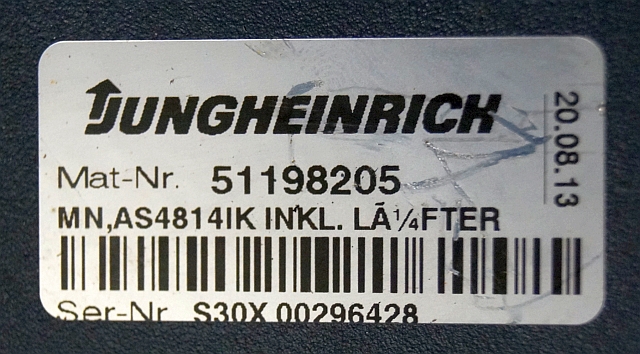 JUNGHEINRICH
Mat-Nr. 51198205
MN,AS4814IK INKL. LÃ¼FTER
Ser-Nr S30X 00296428
20.08.13